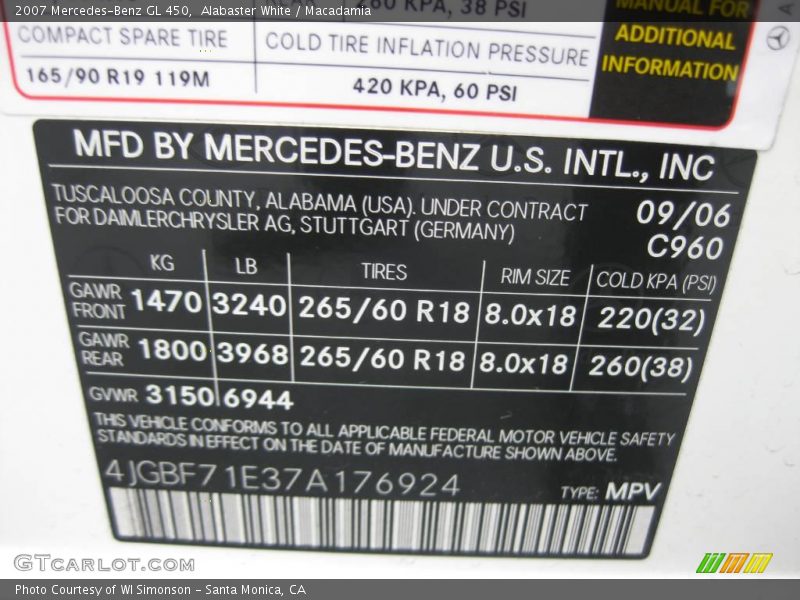 2007 Mercedes-Benz GL 450, Alabaster White / Macadamia
KPA, 38 PSI
MANUAL FOR
COMPACT SPARE TIRE COLD TIRE INFLATION PRESSURE ADDITIONAL
165/90 R19 119M 420 KPA, 60 PSI INFORMATION
MFD BY MERCEDES-BENZ U.S. INTL., INC
TUSCALOOSA COUNTY, ALABAMA (USA). UNDER CONTRACT 09/06
FOR DAIMLERCHRYSLER AG, STUTTGART (GERMANY) C960
KG LB TIRES RIM SIZE COLD KPA (PSI)
GAWR FRONT 1470 3240 265/60 R18 8.0x18 220(32)
GAWR REAR 1800 3968 265/60 R18 8.0x18 260(38)
GVWR 3150 6944
THIS VEHICLE CONFORMS TO ALL APPLICABLE FEDERAL MOTOR VEHICLE SAFETY
STANDARDS IN EFFECT ON THE DATE OF MANUFACTURE SHOWN ABOVE.
4JGBF71E37A176924 TYPE: MPV
GTCARLOT.COM
Photo Courtesy of WI Simonson - Santa Monica, CA